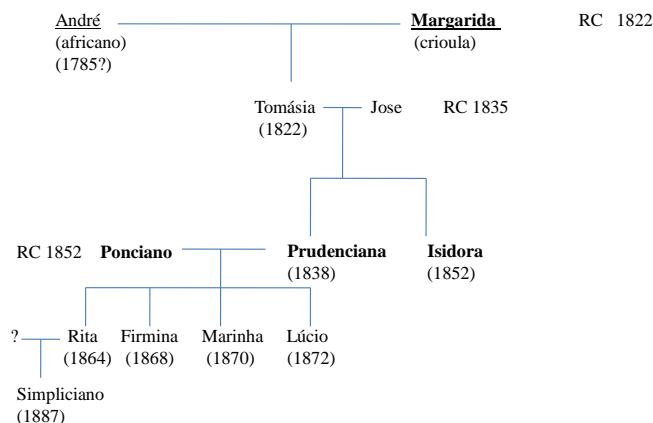 André Margarida RC 1822
(africano) (crioula)
(1785?)
Tomásia Jose RC 1835
(1822)
RC 1852 Ponciano Prudenciana Isidora
(1838) (1852)
? Rita Firmina Marinha Lúcio
(1864) (1868) (1870) (1872)
Simpliciano
(1887)